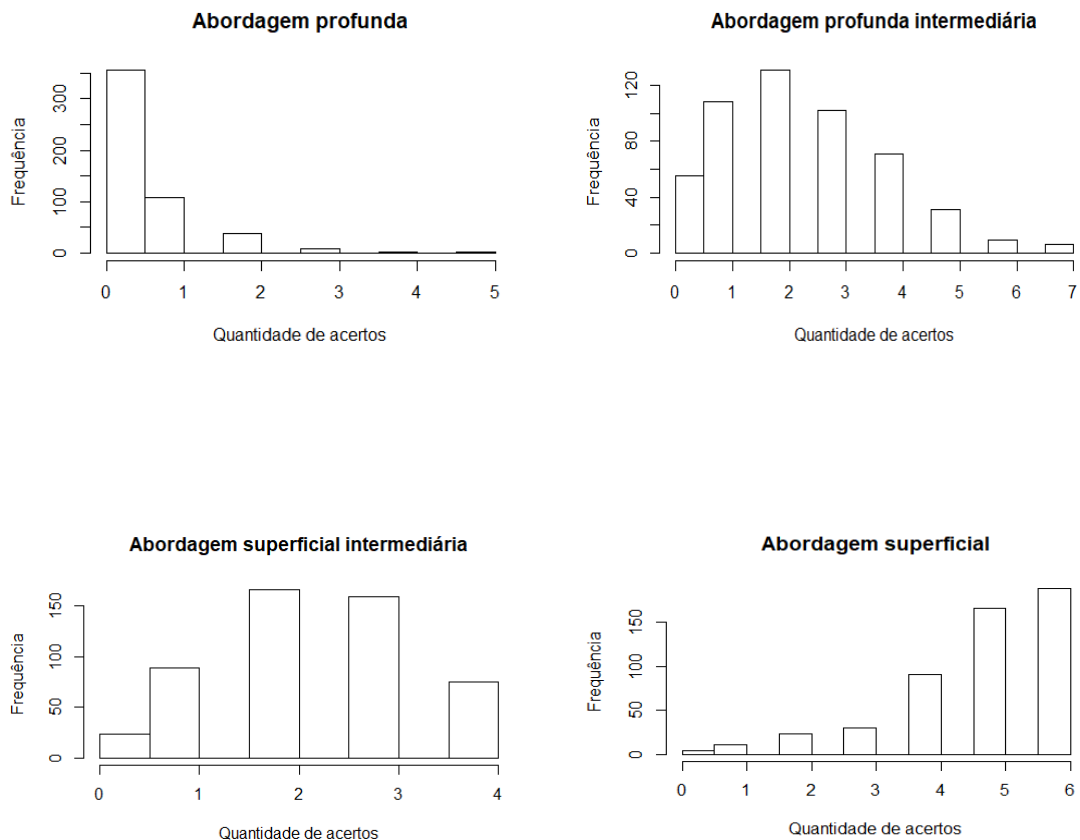 Abordagem profunda
Frequência
0 100 200 300
0 1 2 3 4 5
Quantidade de acertos
Abordagem profunda intermediária
Frequência
0 40 80 120
0 1 2 3 4 5 6 7
Quantidade de acertos
Abordagem superficial intermediária
Frequência
0 50 100 150
0 1 2 3 4
Quantidade de acertos
Abordagem superficial
Frequência
0 50 100 150
0 1 2 3 4 5 6
Quantidade de acertos